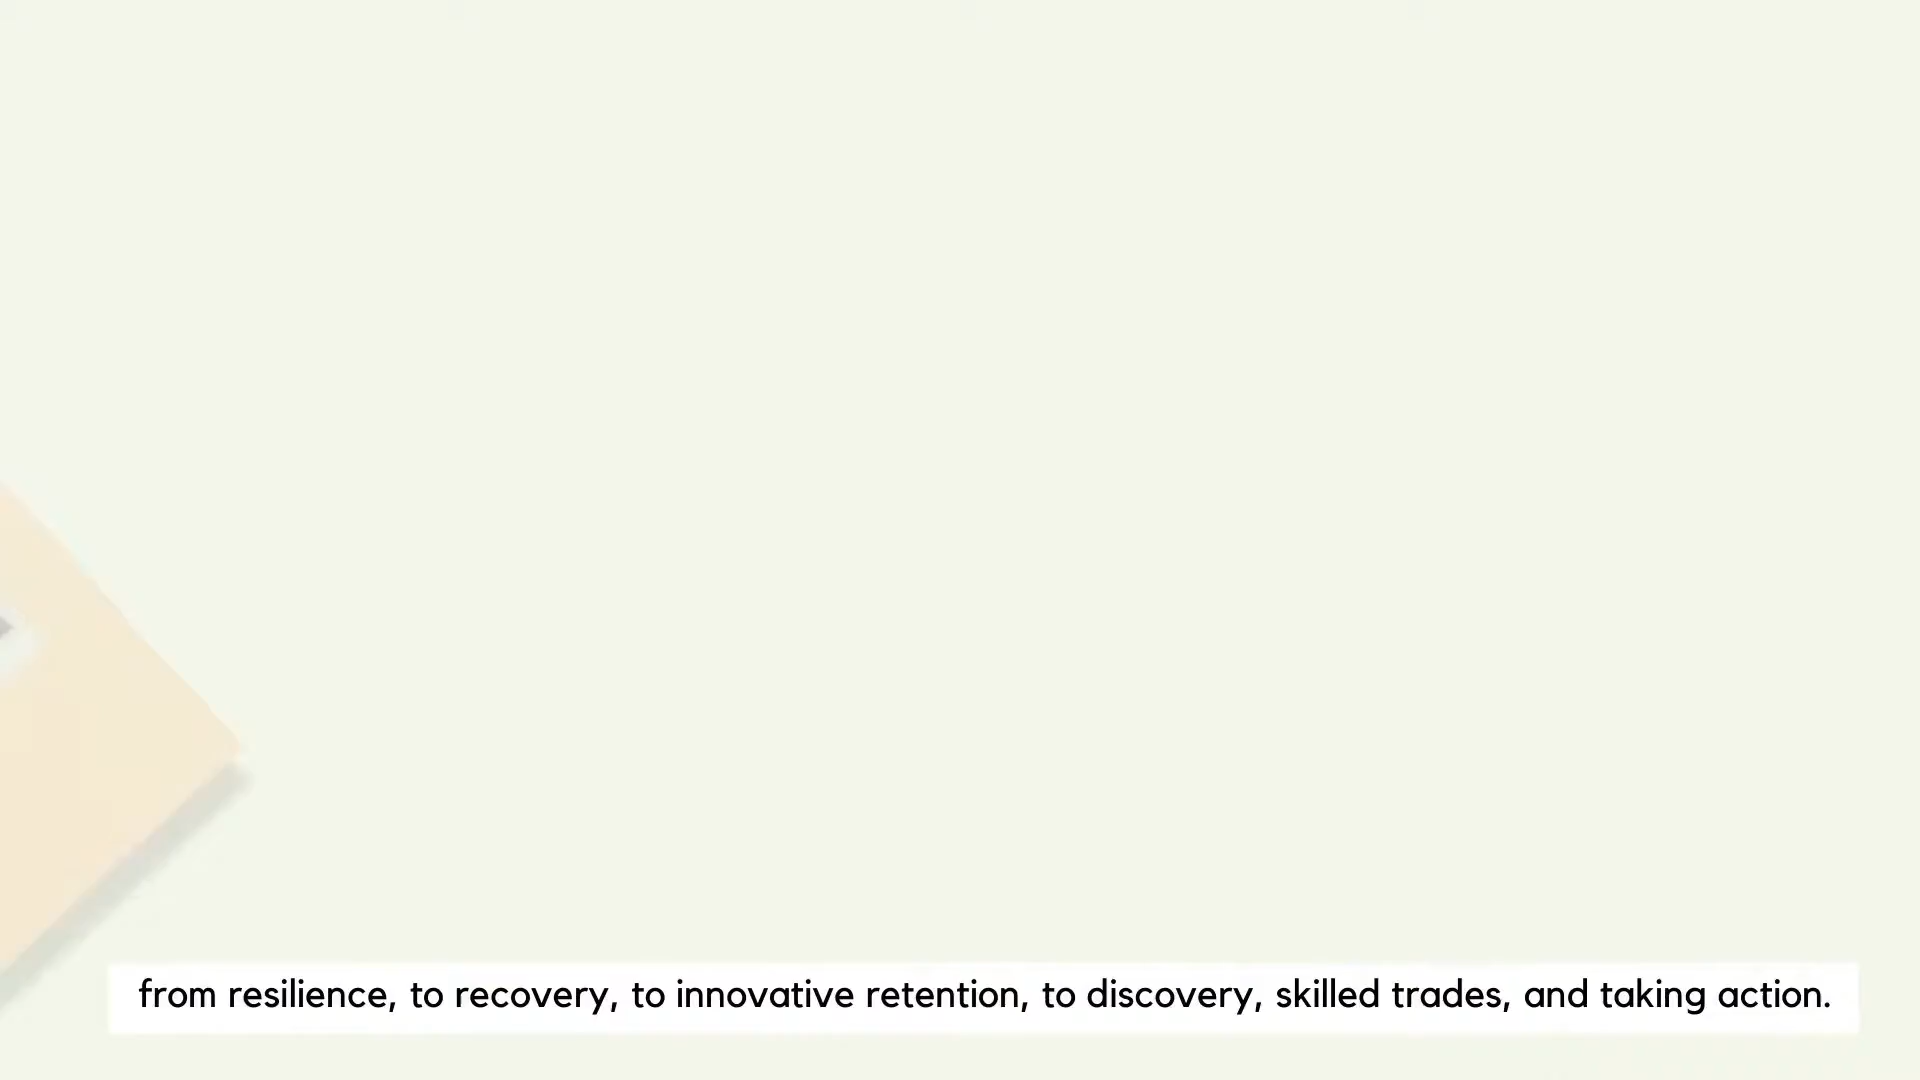 from resilience, to recovery, to innovative retention, to discovery, skilled trades, and taking action.